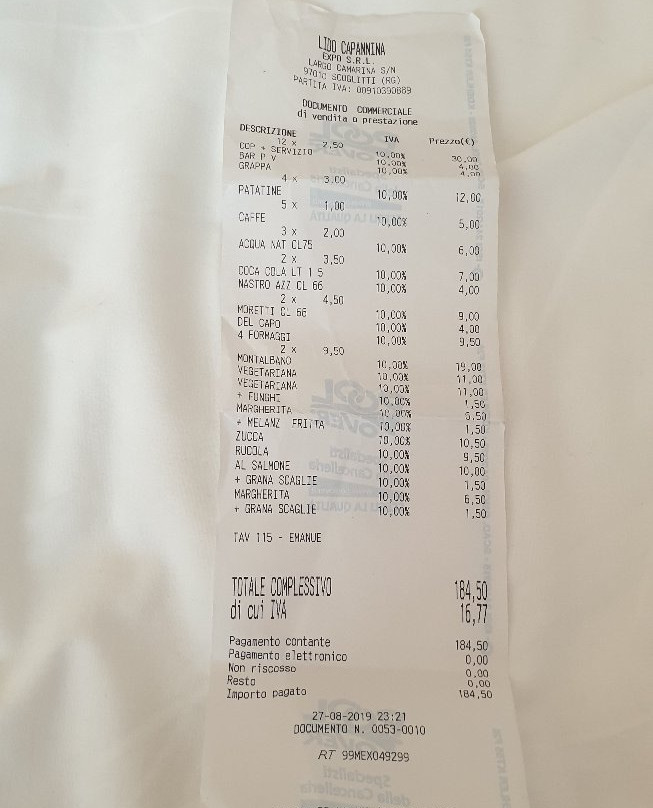 LIDO CAPANNINA
EXPO S.R.L.
LARGO CAMARINA S/N
97010 SCOGLITTI (RG)
PARTITA IVA: 00910390889
DOCUMENTO COMMERCIALE
di vendita o prestazione
DESCRIZIONE IVA Prezzo(€)
12 x 2,50
COP + SERVIZIO 10,00% 30,00
BAR P V 10,00% 4,00
GRAPPA 10,00% 4,00
4 x 3,00
PATATINE 10,00% 12,00
5 x 1,00
CAFFE 10,00% 5,00
3 x 2,00
ACQUA NAT CL75 10,00% 6,00
2 x 3,50
COCA COLA LT 1 5 10,00% 7,00
NASTRO AZZ CL 66 10,00% 4,00
2 x 4,50
MORETTI CL 66 10,00% 9,00
DEL CAPO 10,00% 4,00
4 FORMAGGI 10,00% 9,50
2 x 9,50
MONTALBANO 10,00% 19,00
VEGETARIANA 10,00% 11,00
VEGETARIANA 10,00% 11,00
+ FUNGHI 10,00% 1,50
MARGHERITA 10,00% 6,50
+ MELANZ FRITTA 10,00% 1,50
ZUCCA 10,00% 10,50
RUCOLA 10,00% 9,50
AL SALMONE 10,00% 10,00
+ GRANA SCAGLIE 10,00% 1,50
MARGHERITA 10,00% 6,50
+ GRANA SCAGLIE 10,00% 1,50
TAV 115 - EMANUE
TOTALE COMPLESSIVO 184,50
di cui IVA 16,77
Pagamento contante 184,50
Pagamento elettronico 0,00
Non riscosso 0,00
Resto 0,00
Importo pagato 184,50
27-08-2019 23:21
DOCUMENTO N. 0053-0010
RT 99MEX049299